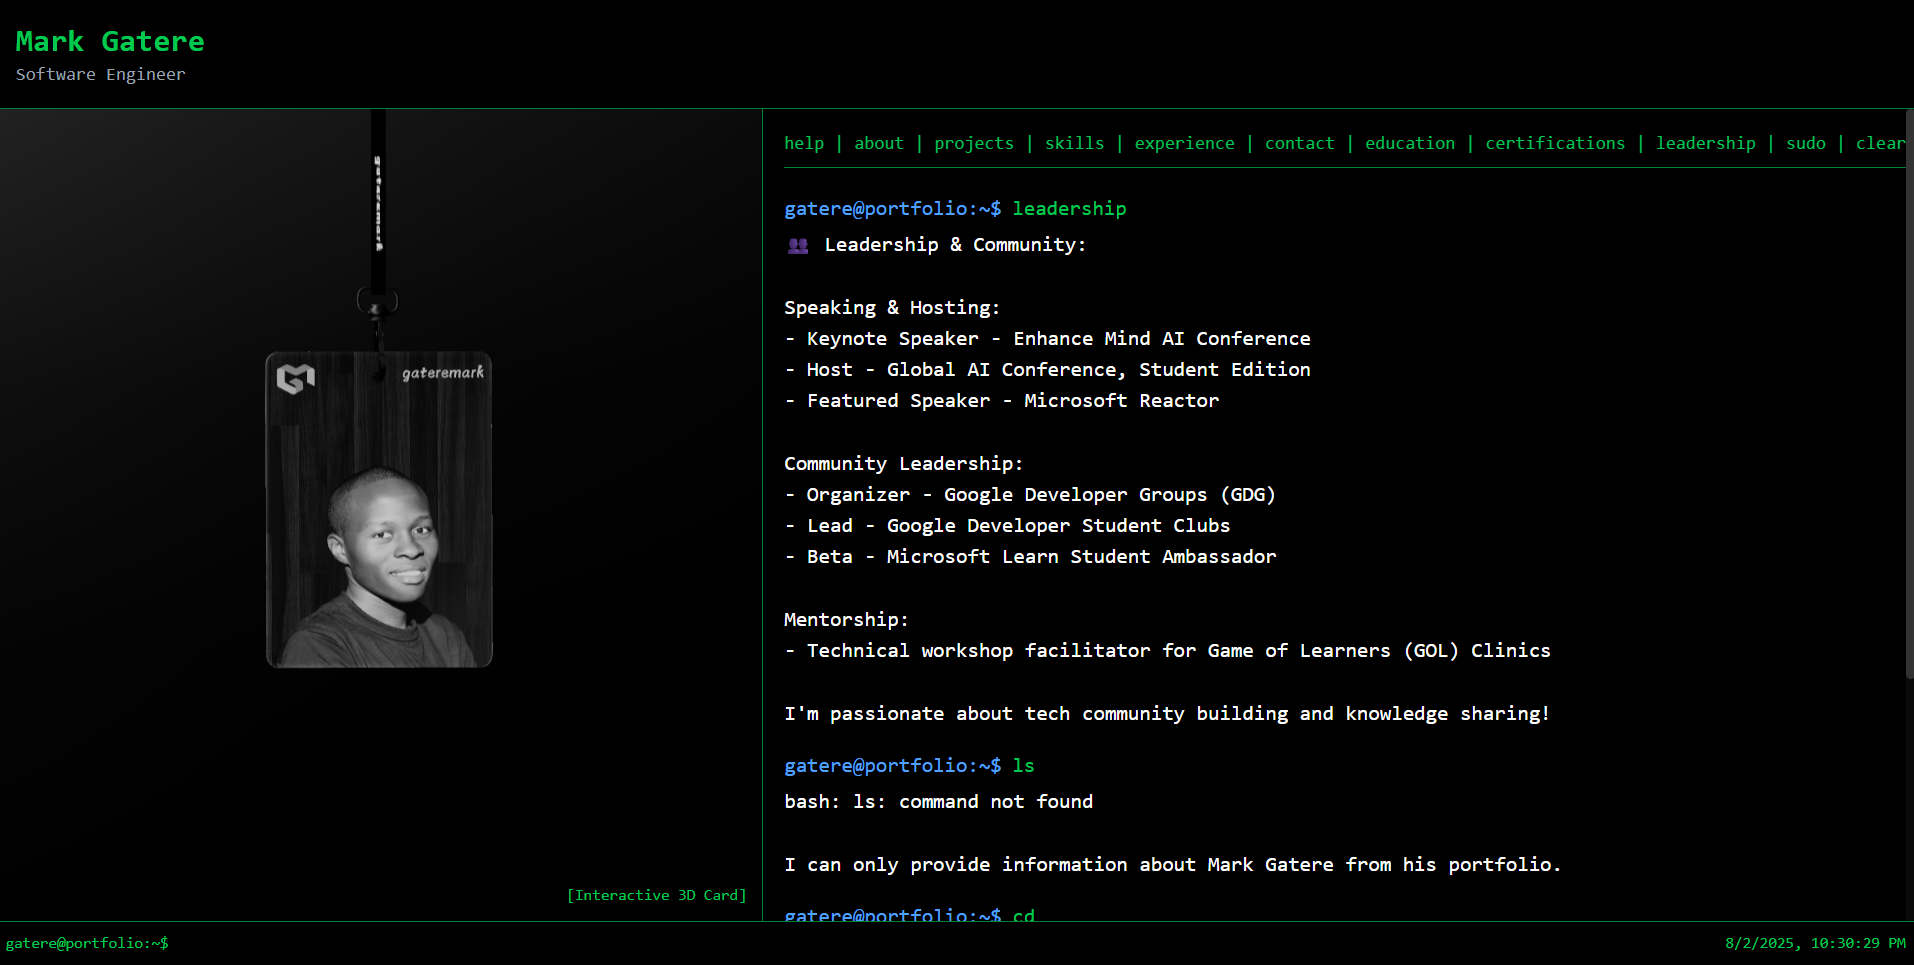 Mark Gatere
Software Engineer
gateremark
gateremark
[Interactive 3D Card]
help | about | projects | skills | experience | contact | education | certifications | leadership | sudo | clear
gatere@portfolio:~$ leadership
👥 Leadership & Community:
Speaking & Hosting:
- Keynote Speaker - Enhance Mind AI Conference
- Host - Global AI Conference, Student Edition
- Featured Speaker - Microsoft Reactor
Community Leadership:
- Organizer - Google Developer Groups (GDG)
- Lead - Google Developer Student Clubs
- Beta - Microsoft Learn Student Ambassador
Mentorship:
- Technical workshop facilitator for Game of Learners (GOL) Clinics
I'm passionate about tech community building and knowledge sharing!
gatere@portfolio:~$ ls
bash: ls: command not found
I can only provide information about Mark Gatere from his portfolio.
gatere@portfolio:~$ cd
gatere@portfolio:~$
8/2/2025, 10:30:29 PM